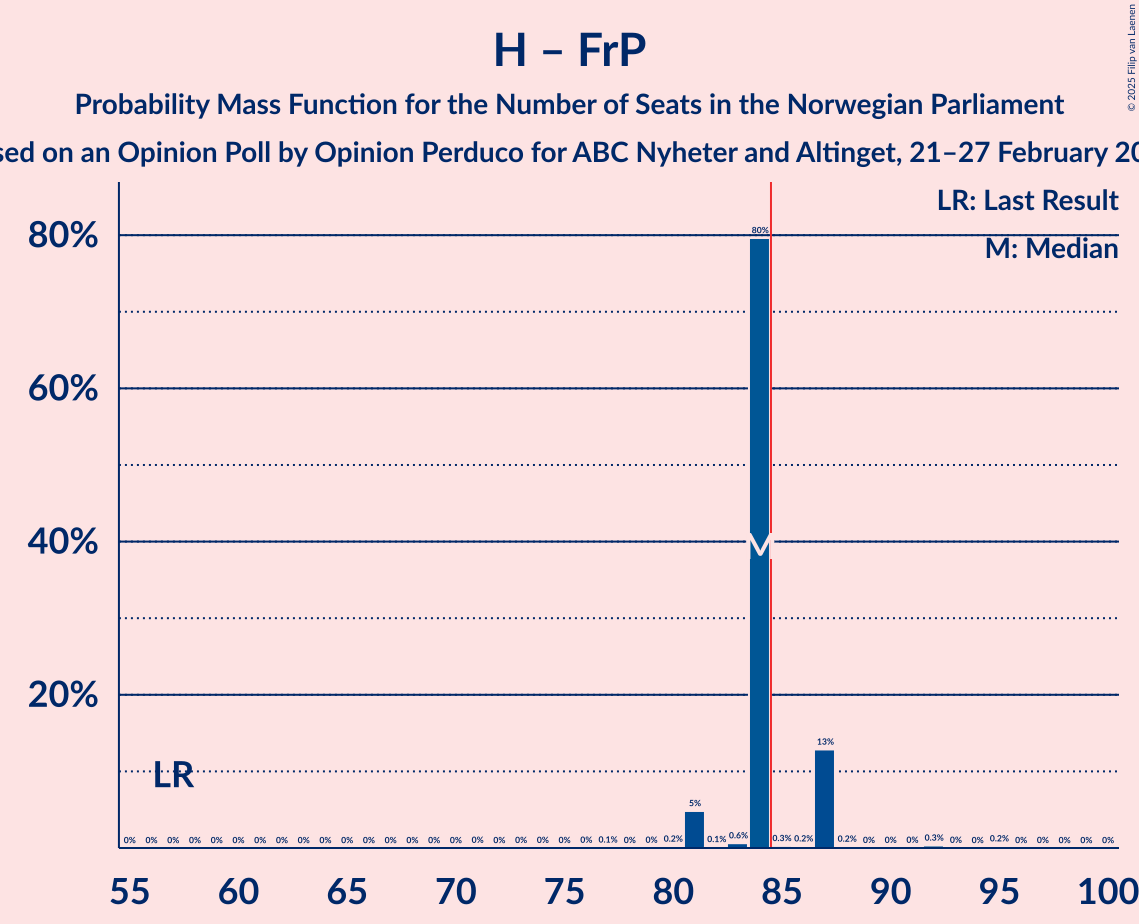 H – FrP
Probability Mass Function for the Number of Seats in the Norwegian Parliament
sed on an Opinion Poll by Opinion Perduco for ABC Nyheter and Altinget, 21–27 February 20
© 2025 Filip van Laenen
LR: Last Result
M: Median
80%
60%
40%
20%
LR
M
0% 0% 0% 0% 0% 0% 0% 0% 0% 0% 0% 0% 0% 0% 0% 0% 0% 0% 0% 0% 0% 0% 0.1% 0% 0% 0.2% 5% 0.1% 0.6% 80% 0.3% 0.2% 13% 0.2% 0% 0% 0% 0.3% 0% 0% 0.2% 0% 0% 0% 0% 0%
55 60 65 70 75 80 85 90 95 100